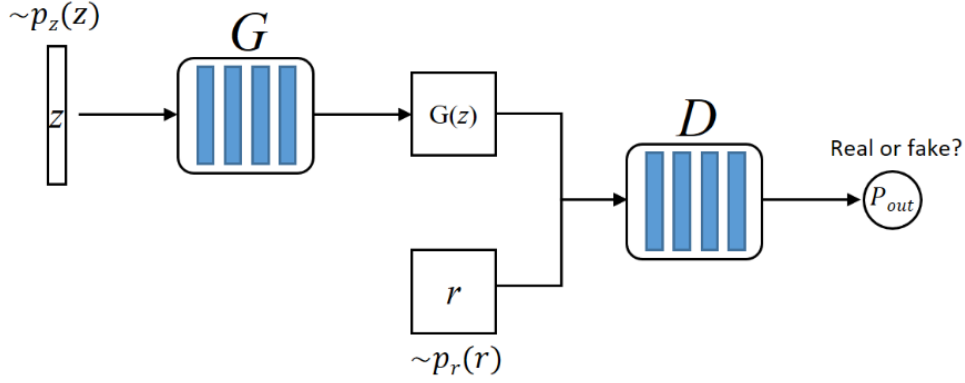 ~p_z(z)
z
G
G(z)
r
~p_r(r)
D
Real or fake?
P_out